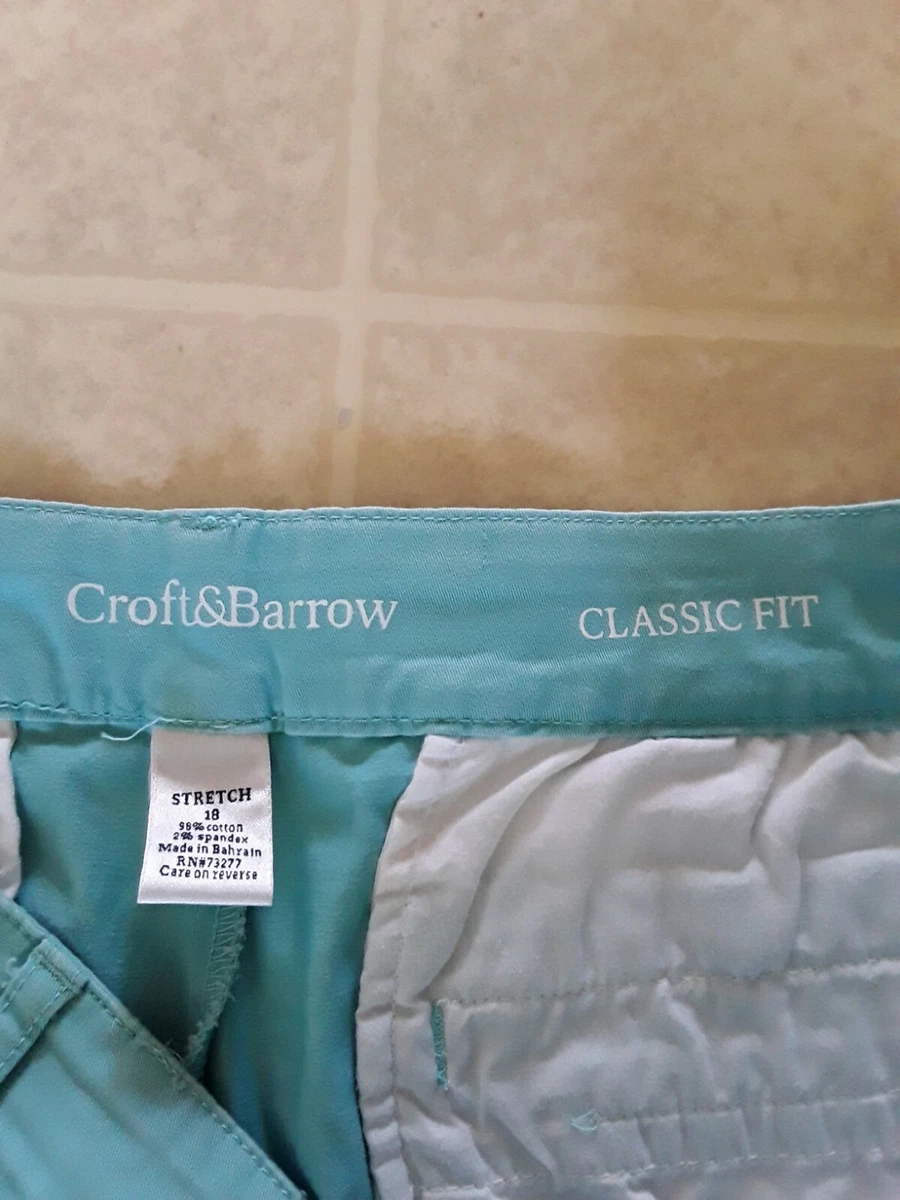 Croft&Barrow
CLASSIC FIT
STRETCH
18
98% cotton
2% spandex
Made in Bahrain
RN#73277
Care on reverse